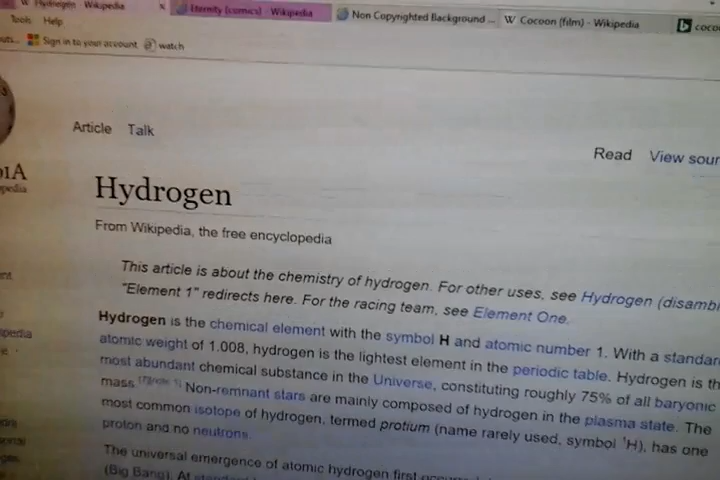 Hydrogen - Wikipedia
Eternity (comics) - Wikipedia
Non Copyrighted Background ...
W Cocoon (film) - Wikipedia
Tools Help
Sign in to your account watch
Article Talk
Read View sour
Hydrogen
From Wikipedia, the free encyclopedia
This article is about the chemistry of hydrogen. For other uses, see Hydrogen (disambi
"Element 1" redirects here. For the racing team, see Element One.
Hydrogen is the chemical element with the symbol H and atomic number 1. With a standar
atomic weight of 1.008, hydrogen is the lightest element in the periodic table. Hydrogen is th
most abundant chemical substance in the Universe, constituting roughly 75% of all baryonic
mass. Non-remnant stars are mainly composed of hydrogen in the plasma state. The
most common isotope of hydrogen, termed protium (name rarely used, symbol ¹H), has one
proton and no neutrons.
The universal emergence of atomic hydrogen first
(Big Bang). At